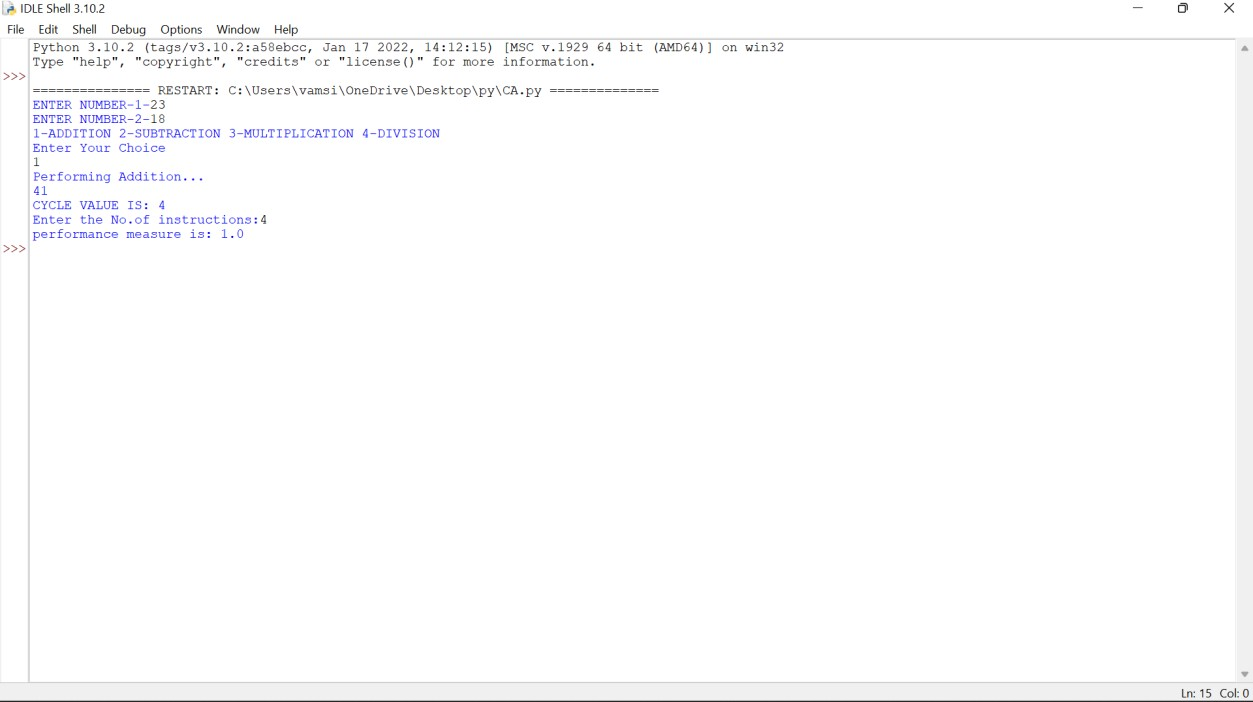 IDLE Shell 3.10.2
File Edit Shell Debug Options Window Help
Python 3.10.2 (tags/v3.10.2:a58ebcc, Jan 17 2022, 14:12:15) [MSC v.1929 64 bit (AMD64)] on win32
Type "help", "copyright", "credits" or "license()" for more information.
>>>
=============== RESTART: C:\Users\vamsi\OneDrive\Desktop\py\CA.py ==============
ENTER NUMBER-1-23
ENTER NUMBER-2-18
1-ADDITION 2-SUBTRACTION 3-MULTIPLICATION 4-DIVISION
Enter Your Choice
1
Performing Addition...
41
CYCLE VALUE IS: 4
Enter the No.of instructions:4
performance measure is: 1.0
>>>
Ln: 15 Col: 0